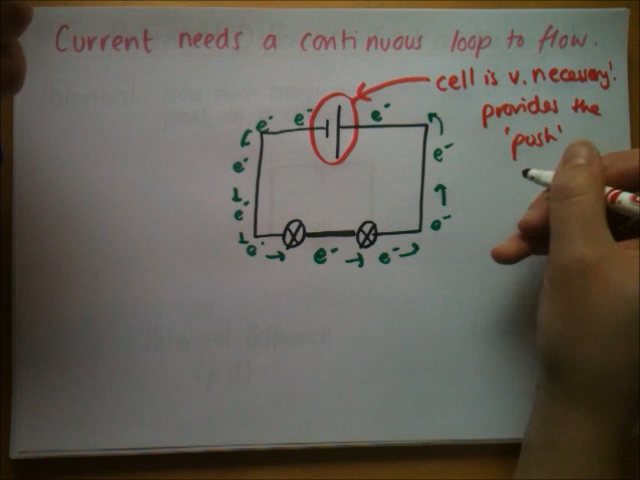 Current needs a continuous loop to flow.
cell is v. necessary!
provides the
'push'
e⁻ e⁻ e⁻
e⁻ e⁻
e⁻ e⁻
e⁻ e⁻ e⁻